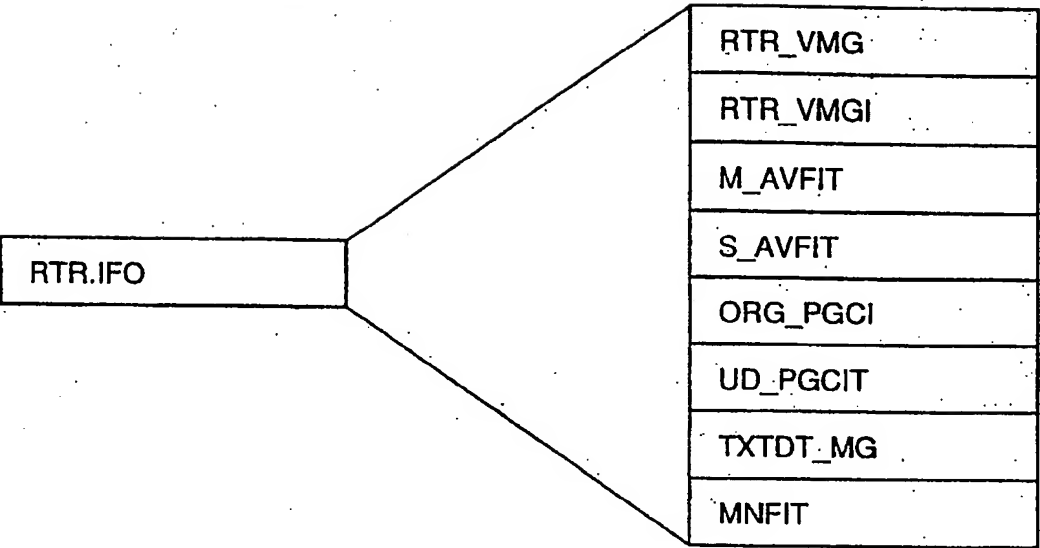 RTR.IFO
RTR_VMG
RTR_VMGI
M_AVFIT
S_AVFIT
ORG_PGCI
UD_PGCIT
TXTDT_MG
MNFIT